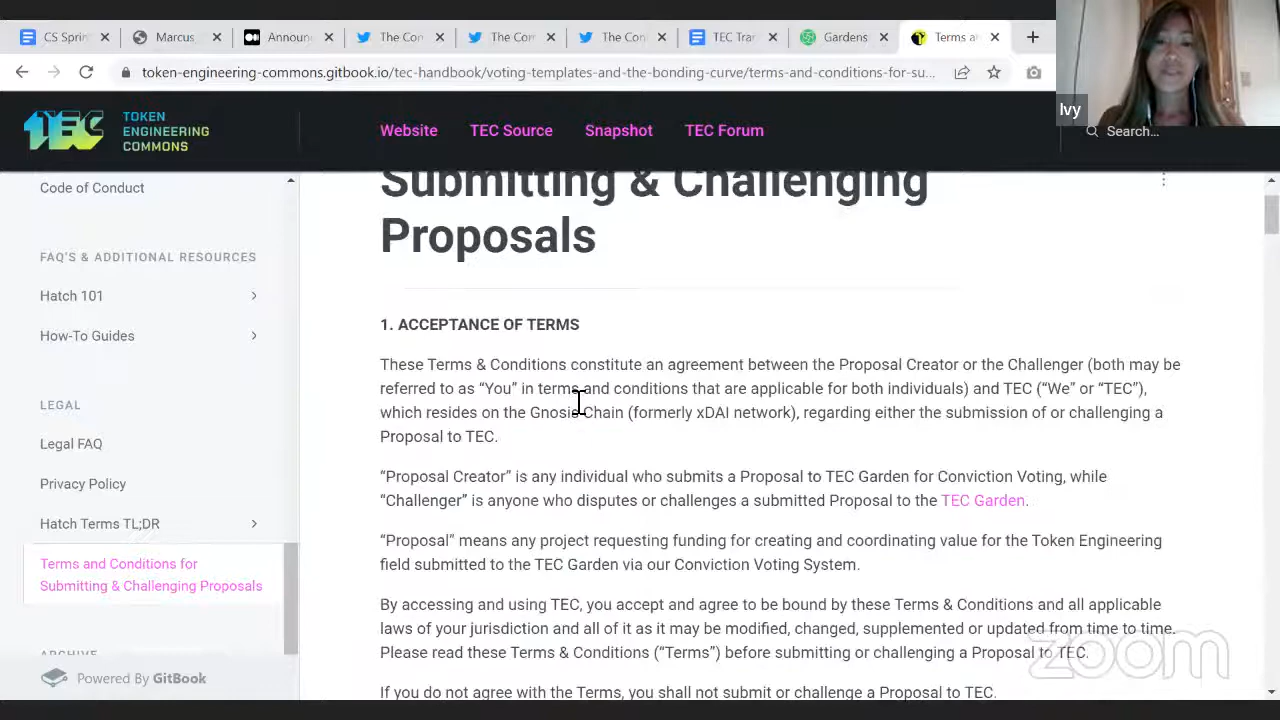 CS Sprin
Marcus
Announ
The Con
The Com
The Con
TEC Tra
Gardens
Terms a
token-engineering-commons.gitbook.io/tec-handbook/voting-templates-and-the-bonding-curve/terms-and-conditions-for-su...
Ivy
TEC
TOKEN
ENGINEERING
COMMONS
Website
TEC Source
Snapshot
TEC Forum
Search...
Code of Conduct
FAQ'S & ADDITIONAL RESOURCES
Hatch 101
How-To Guides
LEGAL
Legal FAQ
Privacy Policy
Hatch Terms TL;DR
Terms and Conditions for
Submitting & Challenging Proposals
ARCHIVE
Powered By GitBook
Submitting & Challenging
Proposals
1. ACCEPTANCE OF TERMS
These Terms & Conditions constitute an agreement between the Proposal Creator or the Challenger (both may be
referred to as “You” in terms and conditions that are applicable for both individuals) and TEC (“We” or “TEC”),
which resides on the Gnosis Chain (formerly xDAI network), regarding either the submission of or challenging a
Proposal to TEC.
“Proposal Creator” is any individual who submits a Proposal to TEC Garden for Conviction Voting, while
“Challenger” is anyone who disputes or challenges a submitted Proposal to the TEC Garden.
“Proposal” means any project requesting funding for creating and coordinating value for the Token Engineering
field submitted to the TEC Garden via our Conviction Voting System.
By accessing and using TEC, you accept and agree to be bound by these Terms & Conditions and all applicable
laws of your jurisdiction and all of it as it may be modified, changed, supplemented or updated from time to time.
Please read these Terms & Conditions (“Terms”) before submitting or challenging a Proposal to TEC.
If you do not agree with the Terms, you shall not submit or challenge a Proposal to TEC.
zoom